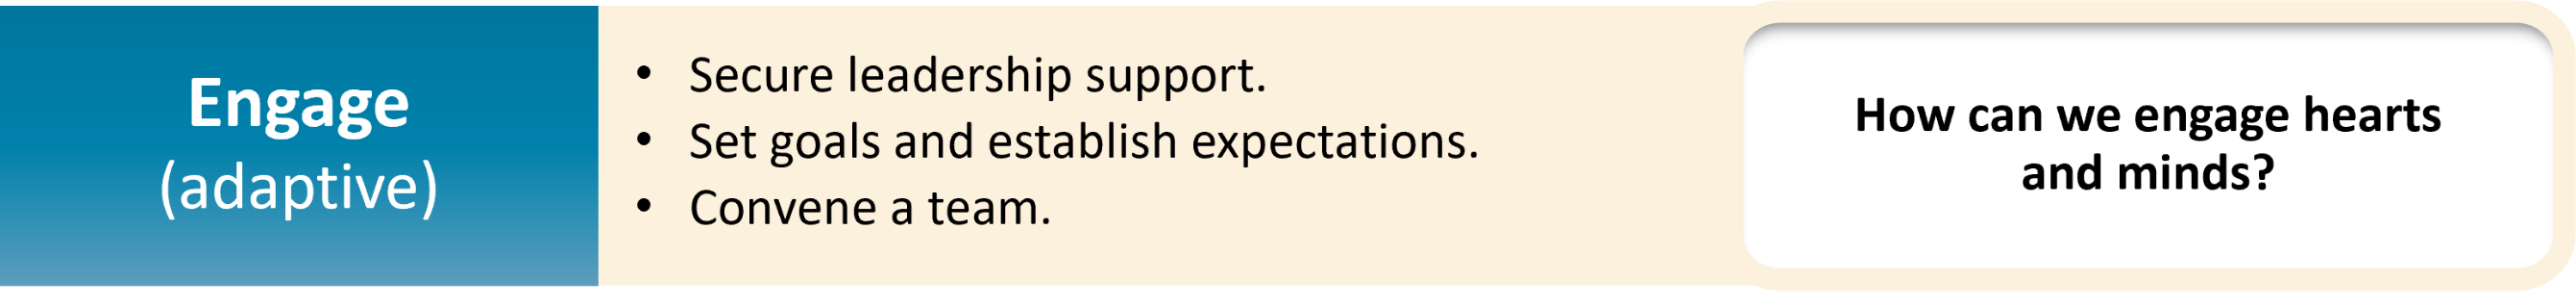 Engage
(adaptive)
• Secure leadership support.
• Set goals and establish expectations.
• Convene a team.
How can we engage hearts
and minds?